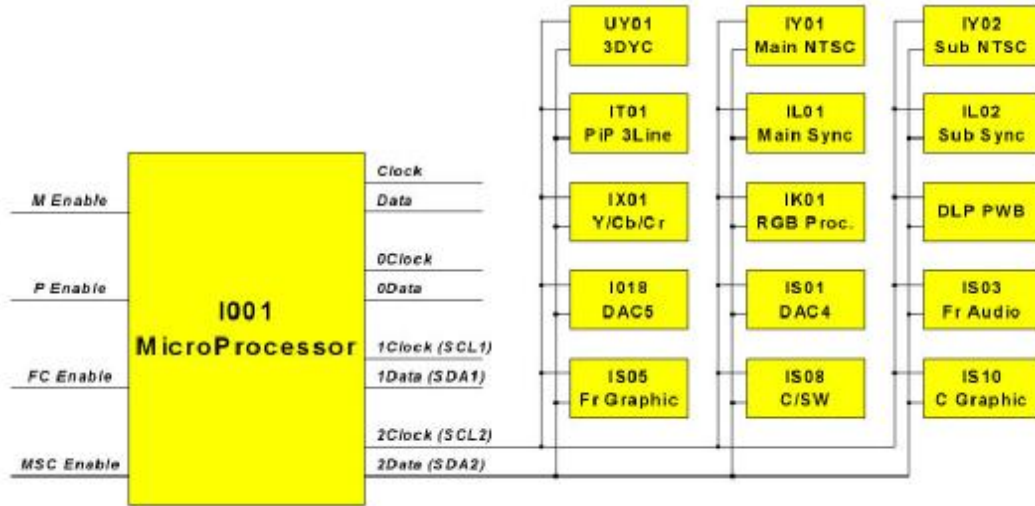 UY01
3DYC
IY01
Main NTSC
IY02
Sub NTSC
IT01
PiP 3Line
IL01
Main Sync
IL02
Sub Sync
IX01
Y/Cb/Cr
IK01
RGB Proc.
DLP PWB
I018
DAC5
IS01
DAC4
IS03
Fr Audio
IS05
Fr Graphic
IS08
C/SW
IS10
C Graphic
M Enable
P Enable
FC Enable
MSC Enable
I001
MicroProcessor
Clock
Data
0Clock
0Data
1Clock (SCL1)
1Data (SDA1)
2Clock (SCL2)
2Data (SDA2)